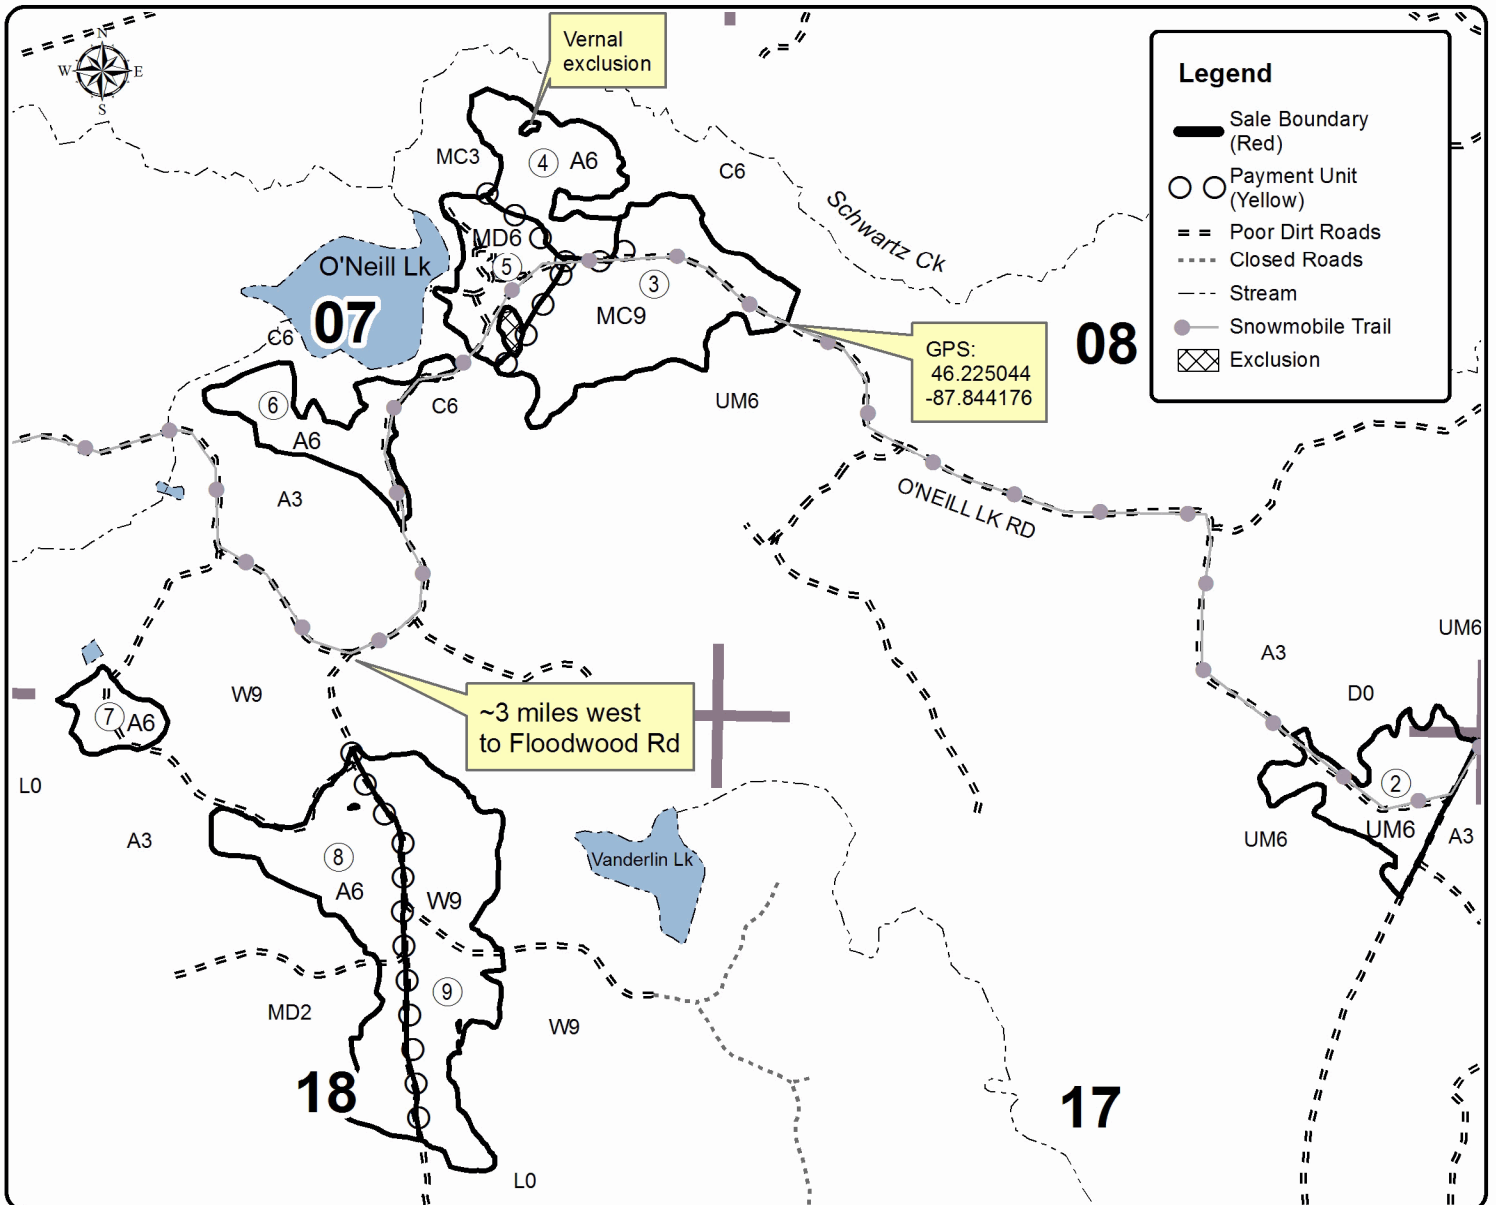 N
W E
S
Vernal
exclusion
Legend
Sale Boundary
(Red)
Payment Unit
(Yellow)
Poor Dirt Roads
Closed Roads
Stream
Snowmobile Trail
Exclusion
MC3
4 A6
C6
Schwartz Ck
MD6
5
O'Neill Lk
07
3
MC9
C6
08
GPS:
46.225044
-87.844176
6
A6
C6
UM6
A3
O'NEILL LK RD
UM6
A3
D0
W9
7 A6
~3 miles west
to Floodwood Rd
L0
2
UM6
UM6
A3
A3
8
A6
W9
Vanderlin Lk
9
MD2
W9
18
17
L0